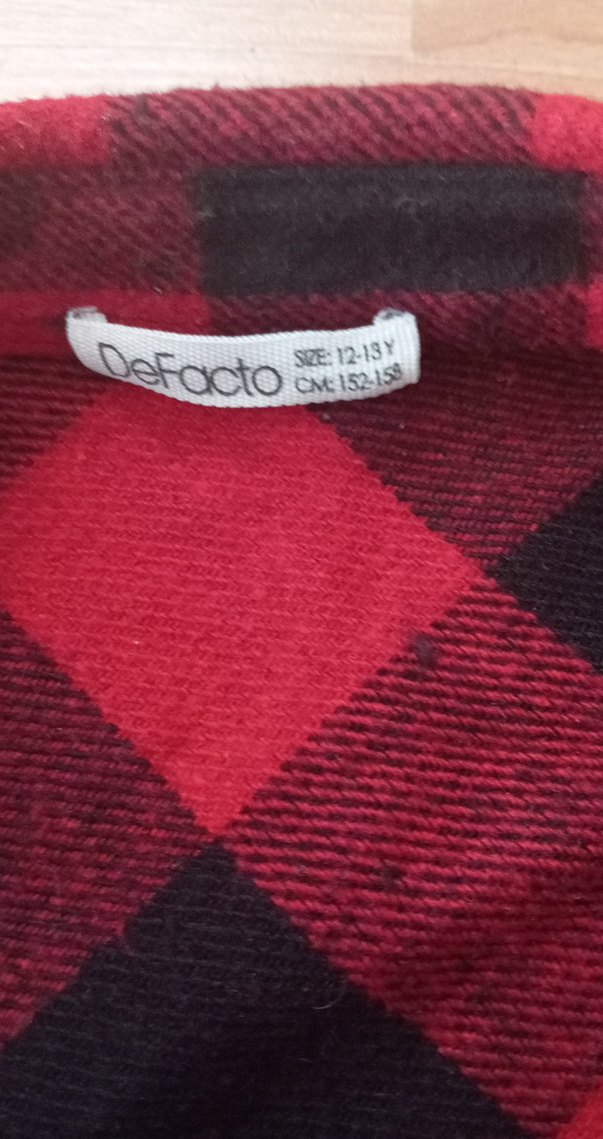 DeFacto
SIZE: 12-13 Y
CM: 152-158